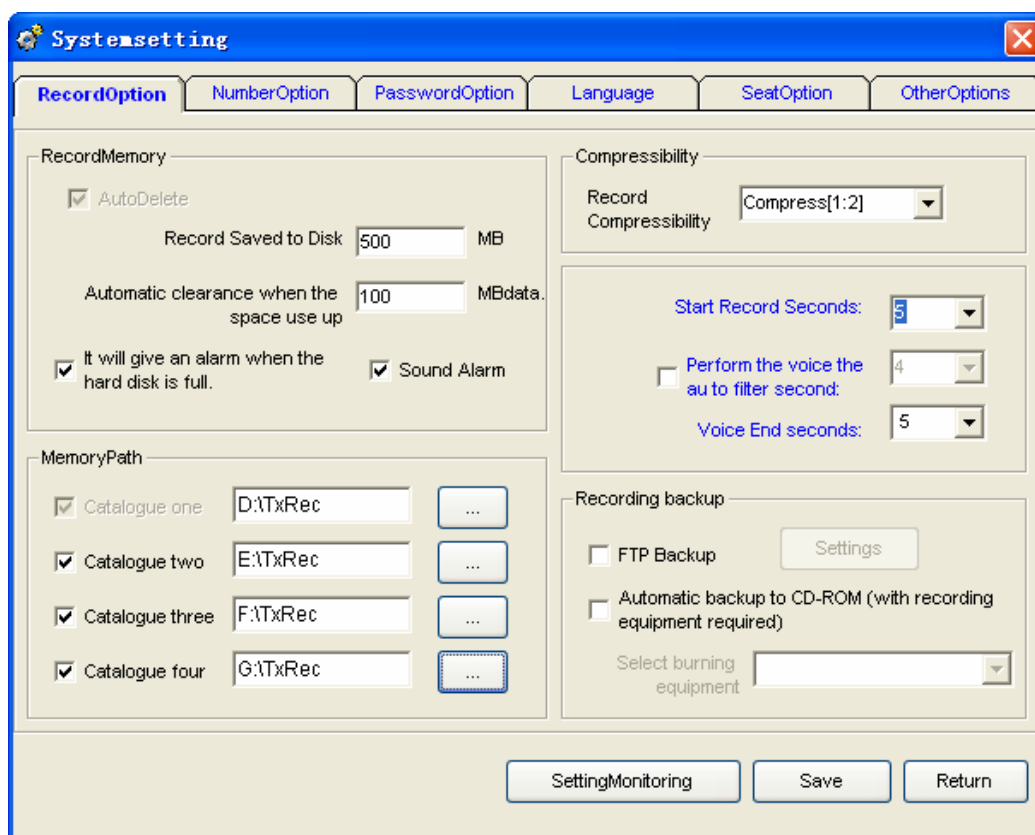 Systemsetting
RecordOption
NumberOption
PasswordOption
Language
SeatOption
OtherOptions
RecordMemory
AutoDelete
Record Saved to Disk
500
MB
Automatic clearance when the
space use up
100
MBdata.
It will give an alarm when the
hard disk is full.
Sound Alarm
MemoryPath
Catalogue one
D:\TxRec
...
Catalogue two
E:\TxRec
...
Catalogue three
F:\TxRec
...
Catalogue four
G:\TxRec
...
Compressibility
Record
Compressibility
Compress[1:2]
Start Record Seconds:
5
Perform the voice the
au to filter second:
4
Voice End seconds:
5
Recording backup
FTP Backup
Settings
Automatic backup to CD-ROM (with recording
equipment required)
Select burning
equipment
SettingMonitoring
Save
Return